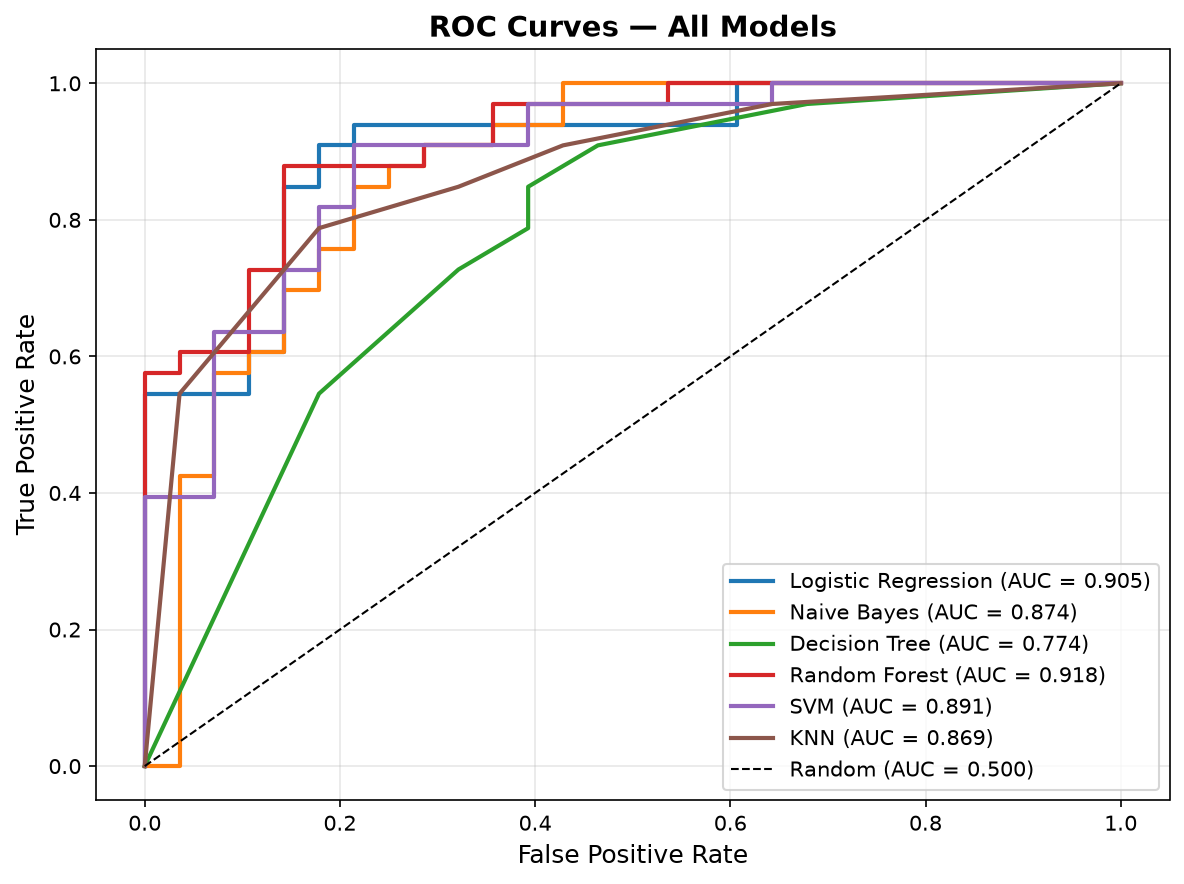 ROC Curves — All Models
True Positive Rate
1.0
0.8
0.6
0.4
0.2
0.0
Logistic Regression (AUC = 0.905)
Naive Bayes (AUC = 0.874)
Decision Tree (AUC = 0.774)
Random Forest (AUC = 0.918)
SVM (AUC = 0.891)
KNN (AUC = 0.869)
Random (AUC = 0.500)
0.0 0.2 0.4 0.6 0.8 1.0
False Positive Rate